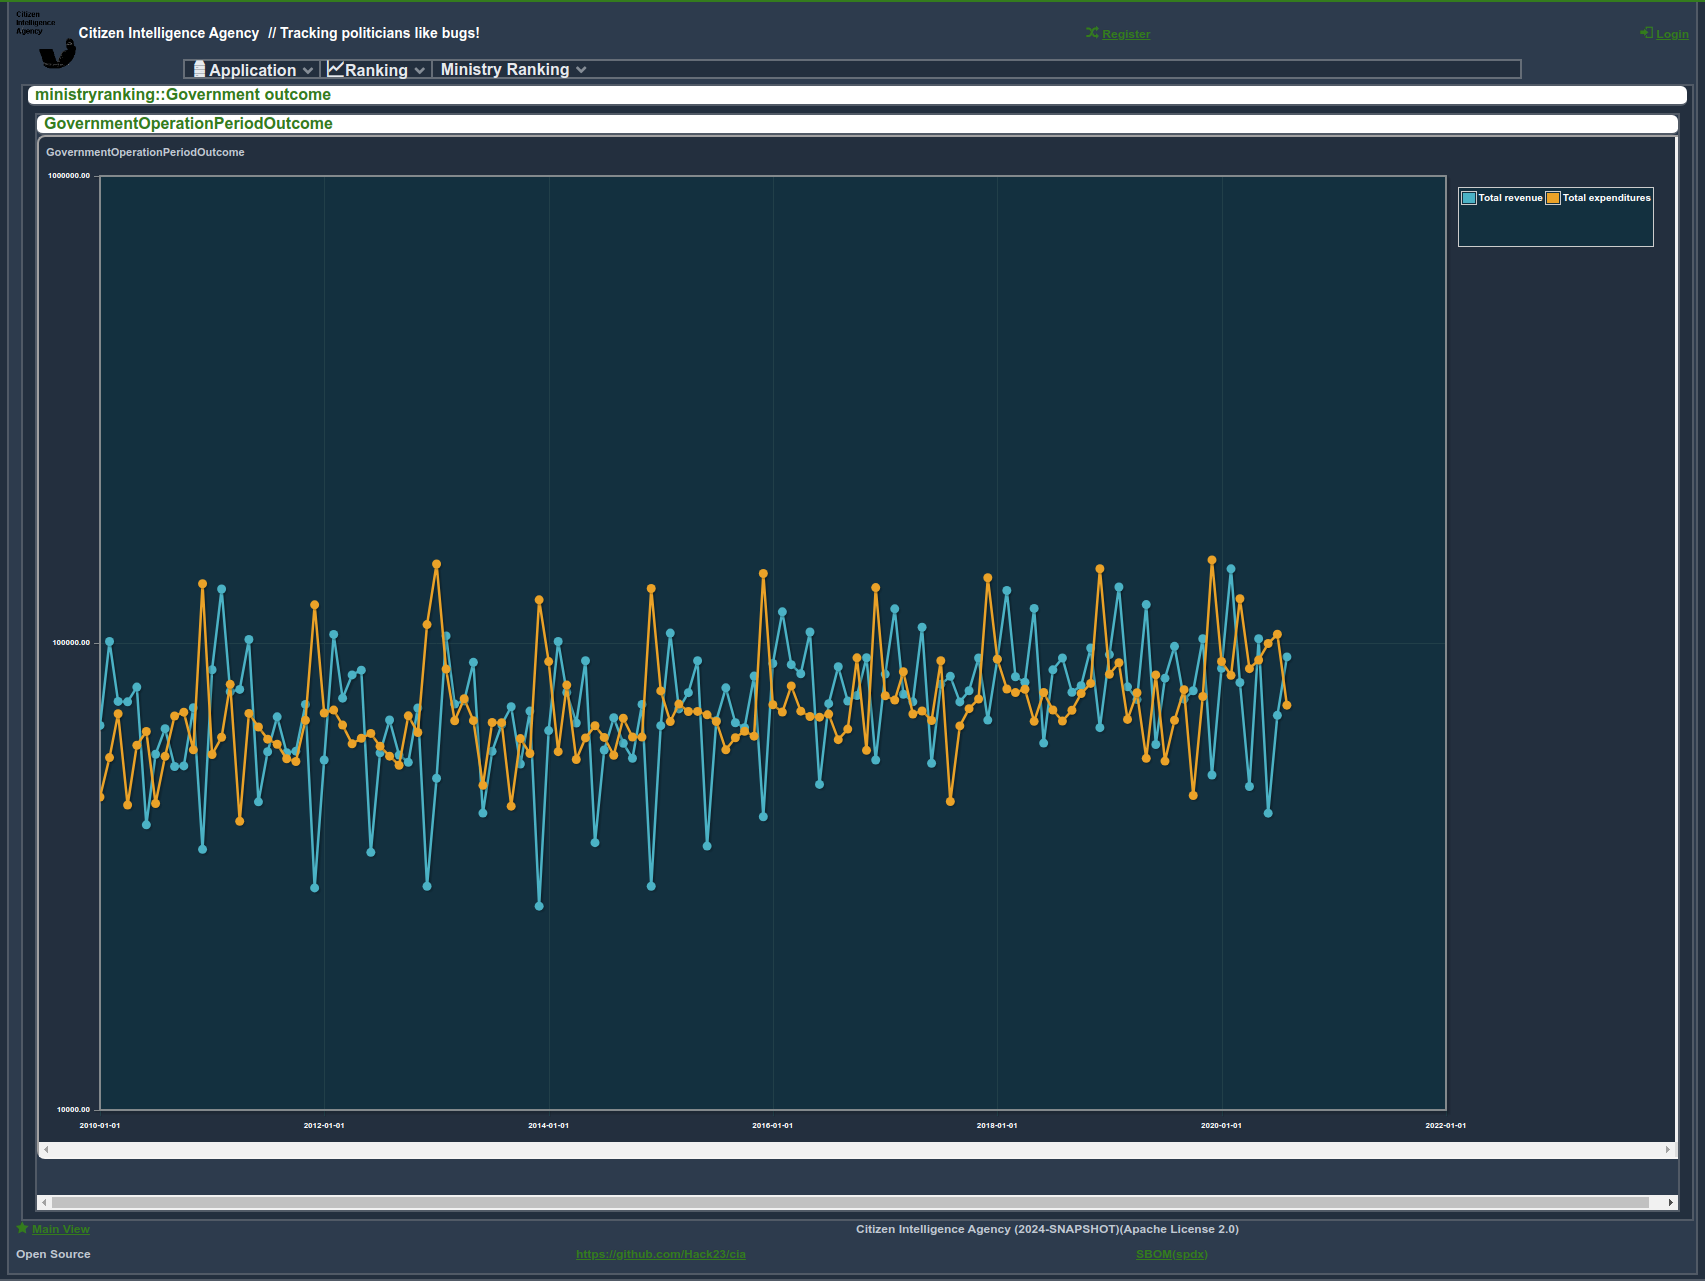 Citizen
Intelligence
Agency
Citizen Intelligence Agency // Tracking politicians like bugs!
Register
Login
Application
Ranking
Ministry Ranking
ministryranking::Government outcome
GovernmentOperationPeriodOutcome
GovernmentOperationPeriodOutcome
1000000.00
Total revenue
Total expenditures
100000.00
10000.00
2010-01-01
2012-01-01
2014-01-01
2016-01-01
2018-01-01
2020-01-01
2022-01-01
Main View
Citizen Intelligence Agency (2024-SNAPSHOT)(Apache License 2.0)
Open Source
https://github.com/Hack23/cia
SBOM(spdx)